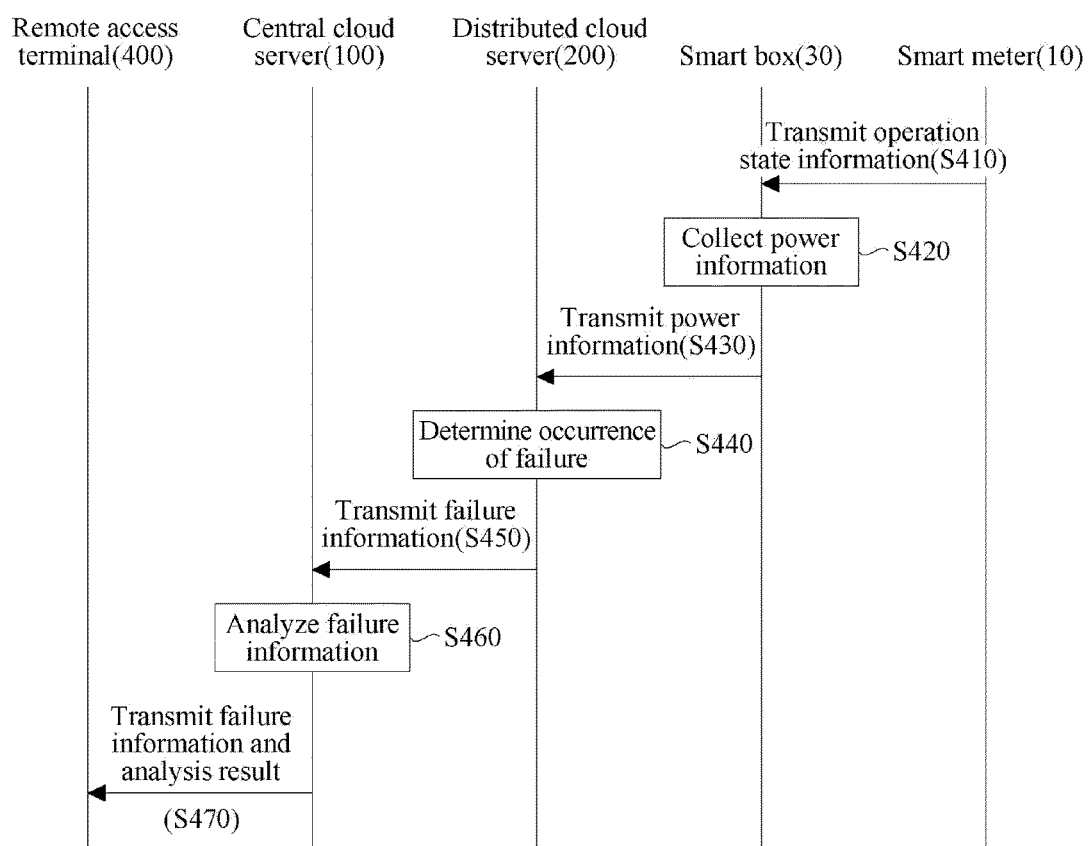 Remote access
terminal(400)
Central cloud
server(100)
Distributed cloud
server(200)
Smart box(30)
Smart meter(10)
Transmit operation
state information(S410)
Collect power
information
S420
Transmit power
information(S430)
Determine occurrence
of failure
S440
Transmit failure
information(S450)
Analyze failure
information
S460
Transmit failure
information and
analysis result
(S470)